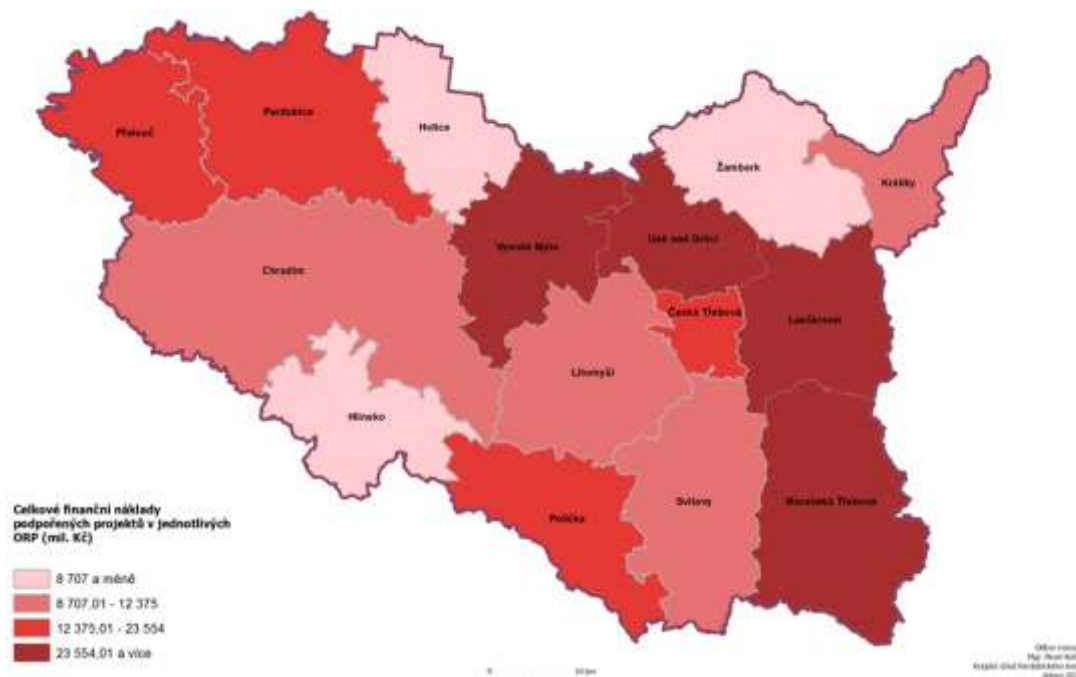 Holice
Pardubice
Přelouč
Žamberk
Králíky
Ústí nad Orlicí
Vysoké Mýto
Chrudim
Česká Třebová
Lanškroun
Litomyšl
Hlinsko
Svitavy
Moravská Třebová
Polička
Celkové finanční náklady
podpořených projektů v jednotlivých
ORP (mil. Kč)
8 707 a méně
8 707,01 - 12 375
12 375,01 - 23 554
23 554,01 a více
0